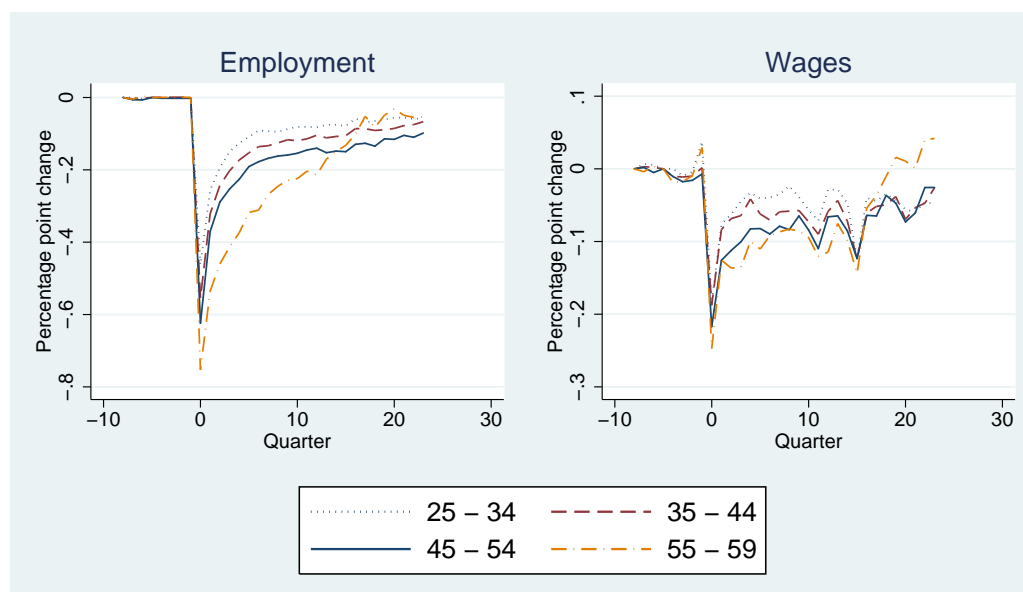 Employment
Percentage point change
0
−.2
−.4
−.6
−.8
−10 0 10 20 30
Quarter
Wages
Percentage point change
.1
0
−.1
−.2
−.3
−10 0 10 20 30
Quarter
25 − 34 35 − 44
45 − 54 55 − 59